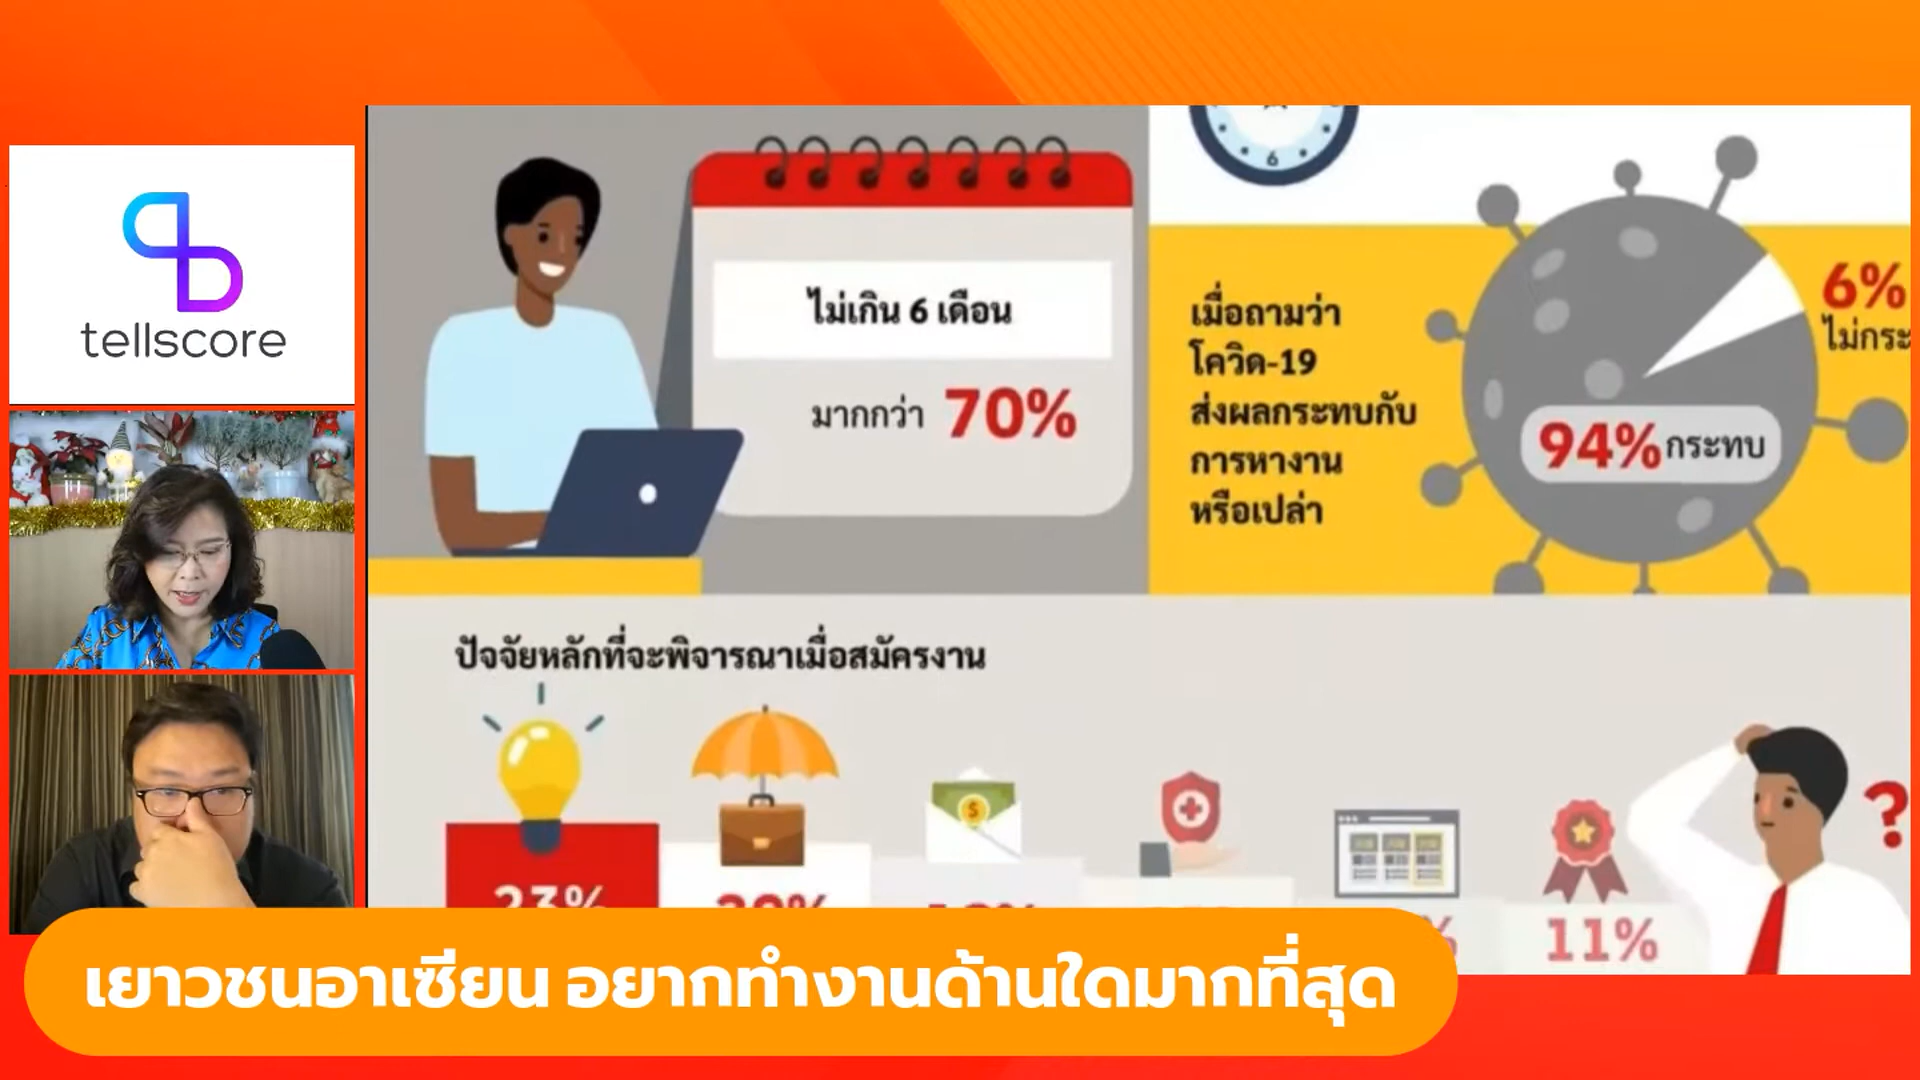 tellscore
6
ไม่เกิน 6 เดือน
มากกว่า 70%
เมื่อถามว่า
โควิด-19
ส่งผลกระทบกับ
การหางาน
หรือเปล่า
6%
94% กระทบ
ปัจจัยหลักที่จะพิจารณาเมื่อสมัครงาน
?
23%
11%
เยาวชนอาเซียน อยากทำงานด้านใดมากที่สุด